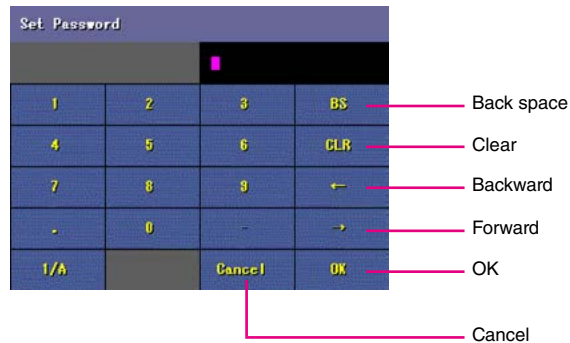 Set Password
1 2 3 BS Back space
4 5 6 CLR Clear
7 8 9 ← Backward
. 0 - → Forward
1/A Cancel OK OK
Cancel